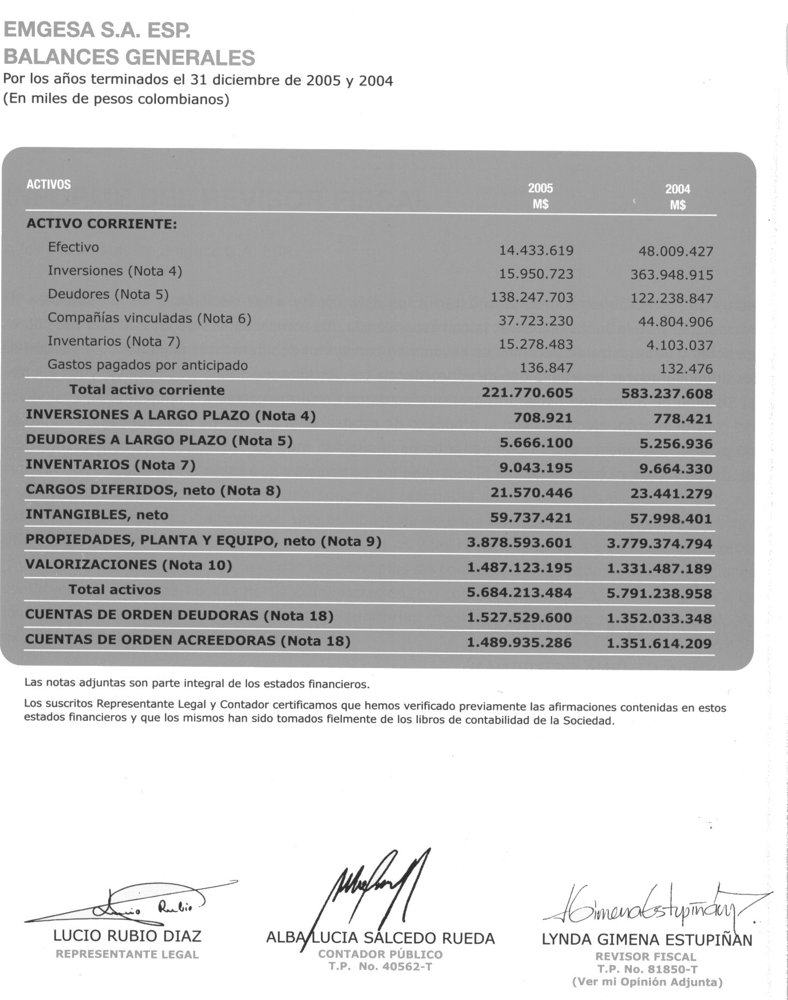 EMGESA S.A. ESP.
BALANCES GENERALES
Por los años terminados el 31 diciembre de 2005 y 2004
(En miles de pesos colombianos)
ACTIVOS 2005 2004
M$ M$
ACTIVO CORRIENTE:
Efectivo 14.433.619 48.009.427
Inversiones (Nota 4) 15.950.723 363.948.915
Deudores (Nota 5) 138.247.703 122.238.847
Compañías vinculadas (Nota 6) 37.723.230 44.804.906
Inventarios (Nota 7) 15.278.483 4.103.037
Gastos pagados por anticipado 136.847 132.476
Total activo corriente 221.770.605 583.237.608
INVERSIONES A LARGO PLAZO (Nota 4) 708.921 778.421
DEUDORES A LARGO PLAZO (Nota 5) 5.666.100 5.256.936
INVENTARIOS (Nota 7) 9.043.195 9.664.330
CARGOS DIFERIDOS, neto (Nota 8) 21.570.446 23.441.279
INTANGIBLES, neto 59.737.421 57.998.401
PROPIEDADES, PLANTA Y EQUIPO, neto (Nota 9) 3.878.593.601 3.779.374.794
VALORIZACIONES (Nota 10) 1.487.123.195 1.331.487.189
Total activos 5.684.213.484 5.791.238.958
CUENTAS DE ORDEN DEUDORAS (Nota 18) 1.527.529.600 1.352.033.348
CUENTAS DE ORDEN ACREEDORAS (Nota 18) 1.489.935.286 1.351.614.209
Las notas adjuntas son parte integral de los estados financieros.
Los suscritos Representante Legal y Contador certificamos que hemos verificado previamente las afirmaciones contenidas en estos
estados financieros y que los mismos han sido tomados fielmente de los libros de contabilidad de la Sociedad.
Lucio Rubio
LUCIO RUBIO DIAZ ALBA LUCIA SALCEDO RUEDA LYNDA GIMENA ESTUPIÑAN
REPRESENTANTE LEGAL CONTADOR PÚBLICO REVISOR FISCAL
T.P. No. 40562-T T.P. No. 81850-T
(Ver mi Opinión Adjunta)